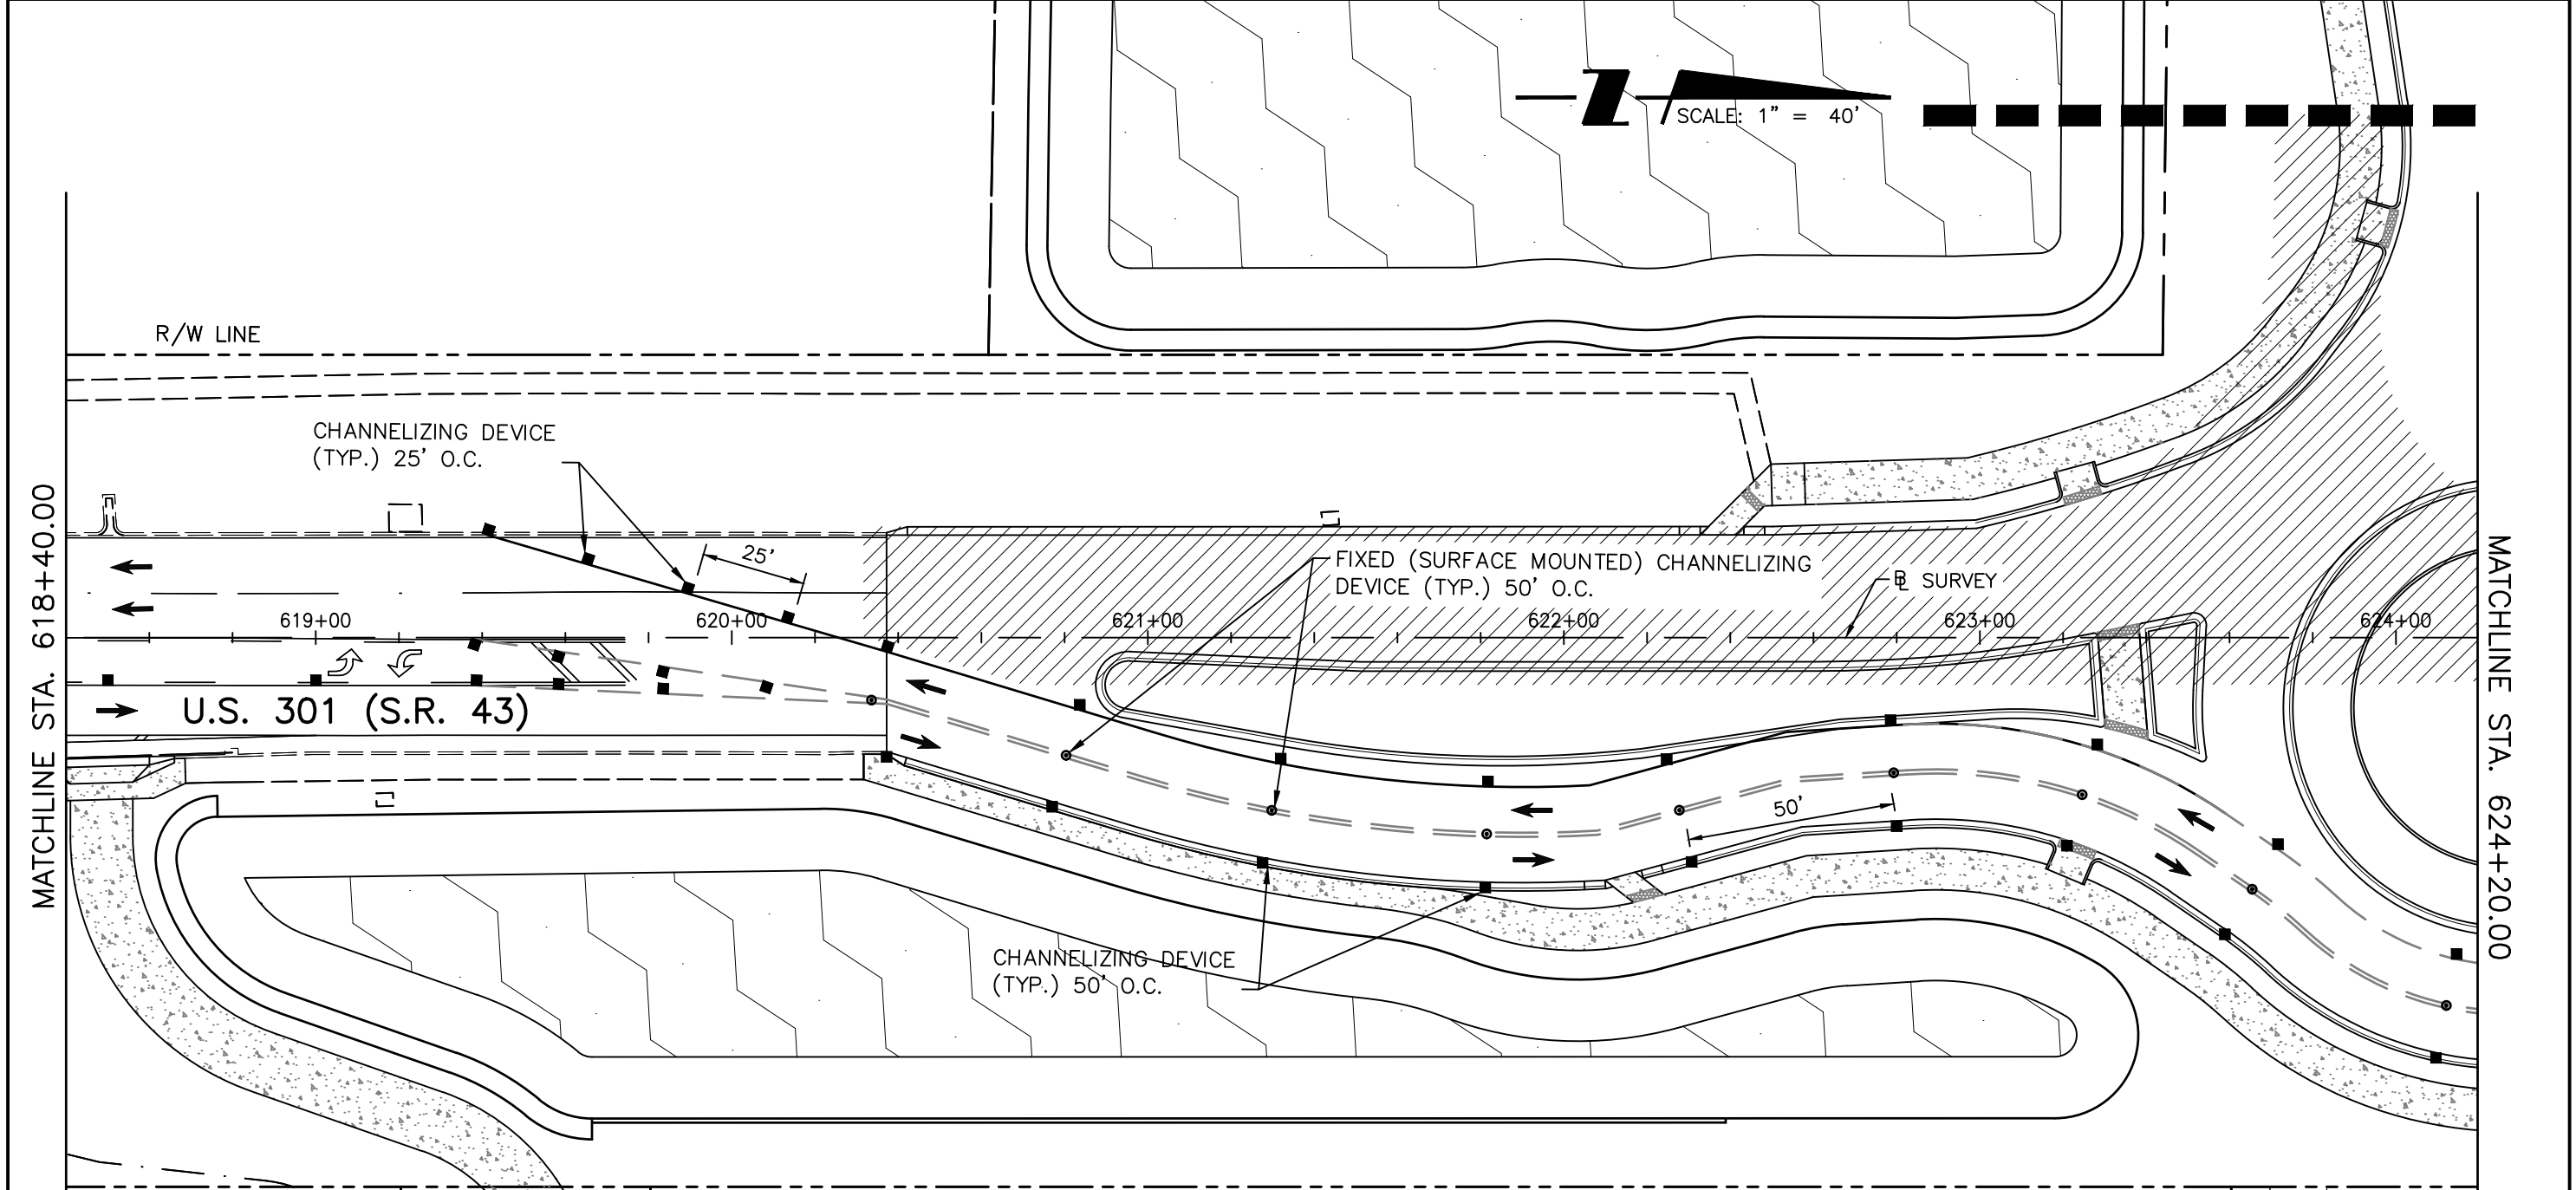 SCALE: 1" = 40'
R/W LINE
CHANNELIZING DEVICE
(TYP.) 25' O.C.
25'
FIXED (SURFACE MOUNTED) CHANNELIZING
DEVICE (TYP.) 50' O.C.
BL SURVEY
619+00
620+00
621+00
622+00
623+00
624+00
U.S. 301 (S.R. 43)
50'
CHANNELIZING DEVICE
(TYP.) 50' O.C.
MATCHLINE STA. 618+40.00
MATCHLINE STA. 624+20.00